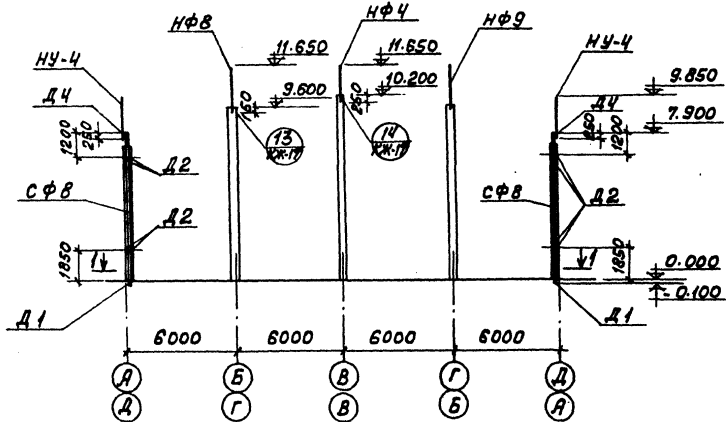 НФ8
НФ4
НФ9
11.650
11.650
НУ-4
НУ-4
9.850
10.200
9.600
Д4
Д4
7.900
250
1200
150
250
250
1200
13
КЖ-17
14
КЖ-17
Д2
СФ8
СФ8
Д2
Д2
1850
1
1
1850
0.000
-0.100
Д1
Д1
6000
6000
6000
6000
А
Б
В
Г
Д
Д
Г
В
Б
А